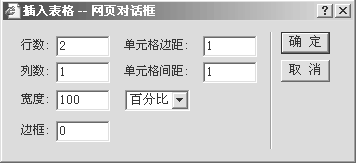 插入表格 -- 网页对话框
行数: 2 单元格边距: 1 确 定
列数: 1 单元格间距: 1 取 消
宽度: 100 百分比
边框: 0